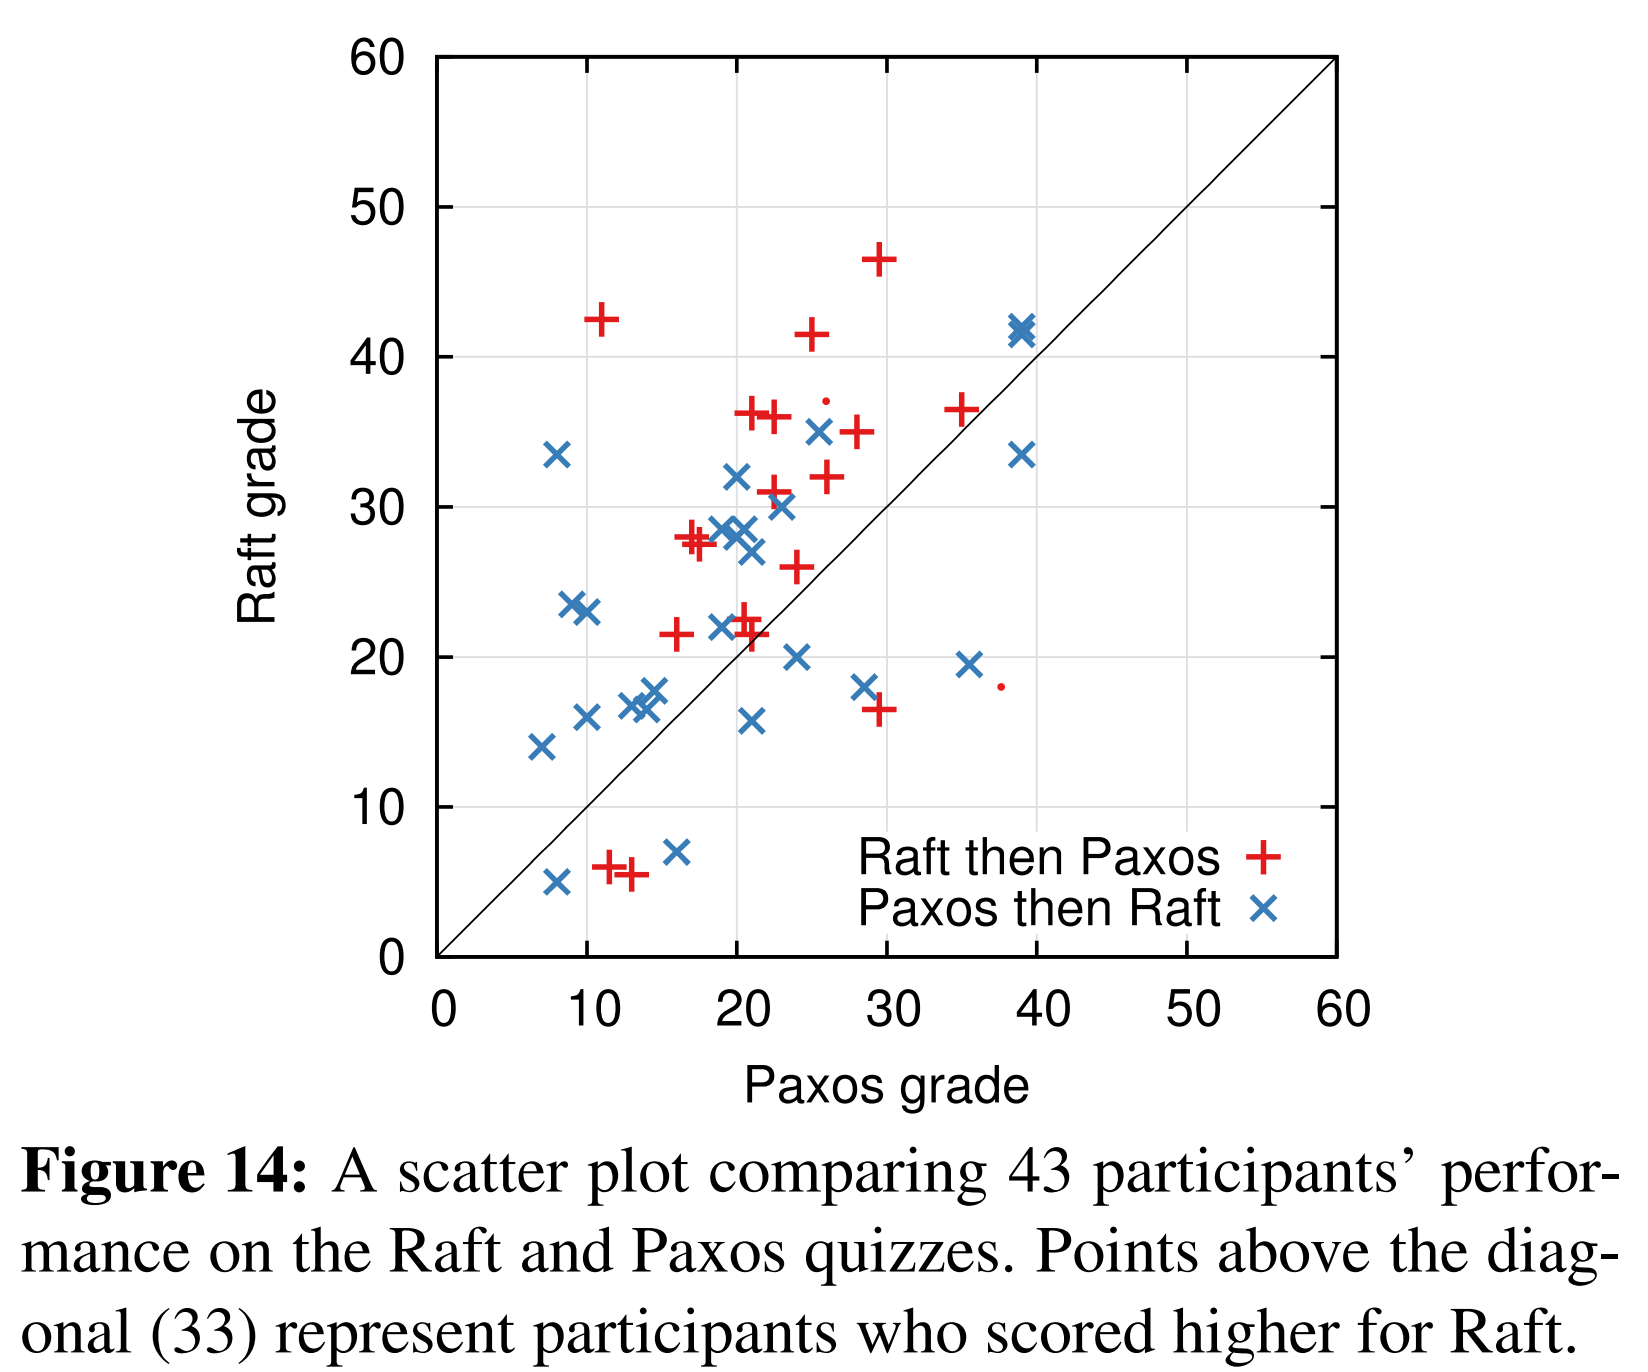 60
50
40
30
20
10
0
Raft grade
Raft then Paxos
Paxos then Raft
0 10 20 30 40 50 60
Paxos grade
Figure 14: A scatter plot comparing 43 participants’ perfor-
mance on the Raft and Paxos quizzes. Points above the diag-
onal (33) represent participants who scored higher for Raft.